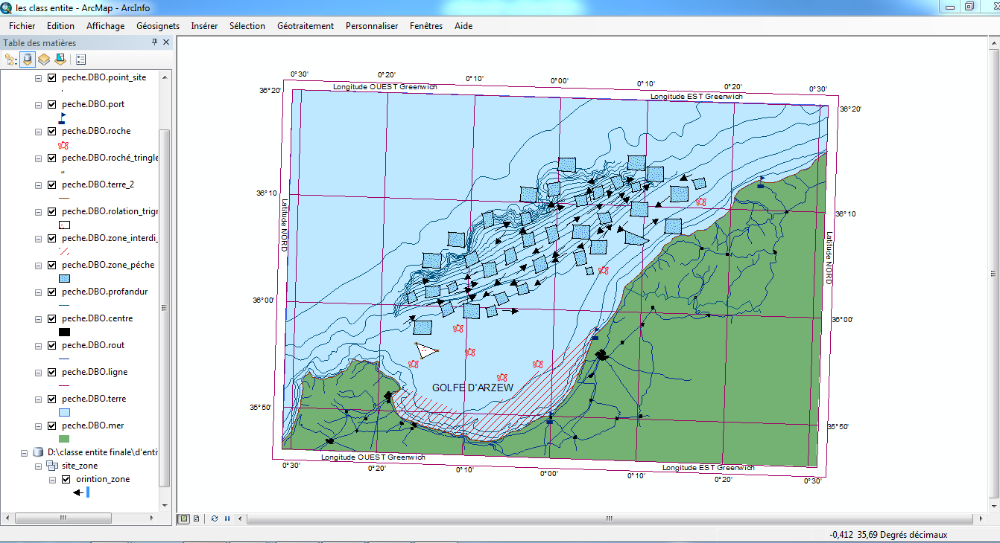 les class entite - ArcMap - ArcInfo
Fichier Edition Affichage Géosignets Insérer Sélection Géotraitement Personnaliser Fenêtres Aide
Table des matières
peche.DBO.point_site
peche.DBO.port
peche.DBO.roche
peche.DBO.roché_tringle
peche.DBO.terre_2
peche.DBO.rolation_trigr
peche.DBO.zone_interdi_
peche.DBO.zone_péche
peche.DBO.profandur
peche.DBO.centre
peche.DBO.rout
peche.DBO.ligne
peche.DBO.terre
peche.DBO.mer
D:\classe entite finale\d'enti
site_zone
orintion_zone
0°30' 0°20' 0°10' 0°00' 0°10' 0°20' 0°30'
Longitude OUEST Greenwich Longitude EST Greenwich
36°20' 36°20'
36°10' 36°10'
Latitude NORD Latitude NORD
36°00' 36°00'
GOLFE D'ARZEW
35°50' 35°50'
Longitude OUEST Greenwich Longitude EST Greenwich
0°30' 0°20' 0°10' 0°00' 0°10' 0°20' 0°30'
-0,412 35,69 Degrés décimaux